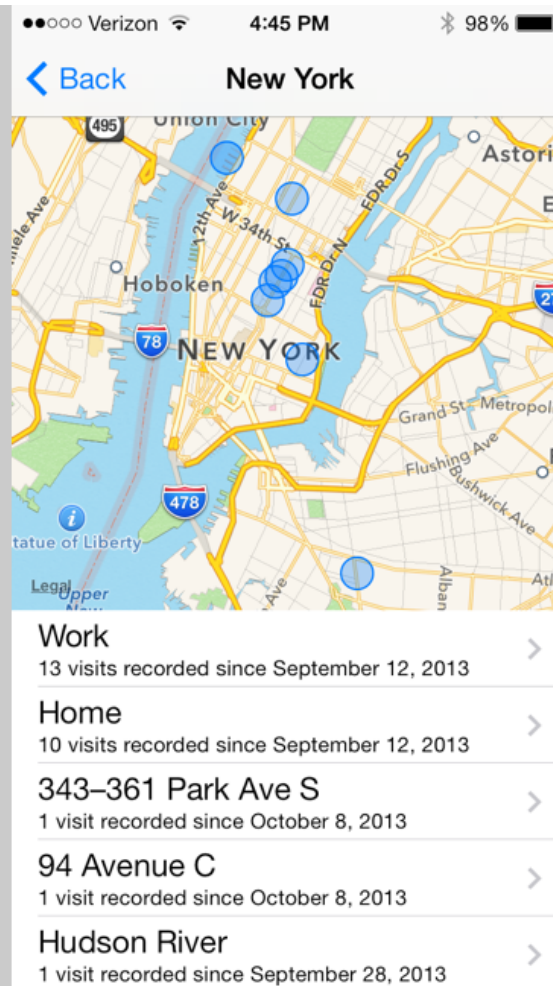 Verizon 4:45 PM 98%
Back New York
495
Union City
Astori
12th Ave
FDR Dr S
W 34th St
Hoboken
FDR Dr N
78
NEW YORK
Grand St
Metropol
Flushing Ave
Bushwick Ave
478
tatue of Liberty
Legal
Upper
New
Ave
Alban
Atl
Work
13 visits recorded since September 12, 2013
Home
10 visits recorded since September 12, 2013
343–361 Park Ave S
1 visit recorded since October 8, 2013
94 Avenue C
1 visit recorded since October 8, 2013
Hudson River
1 visit recorded since September 28, 2013